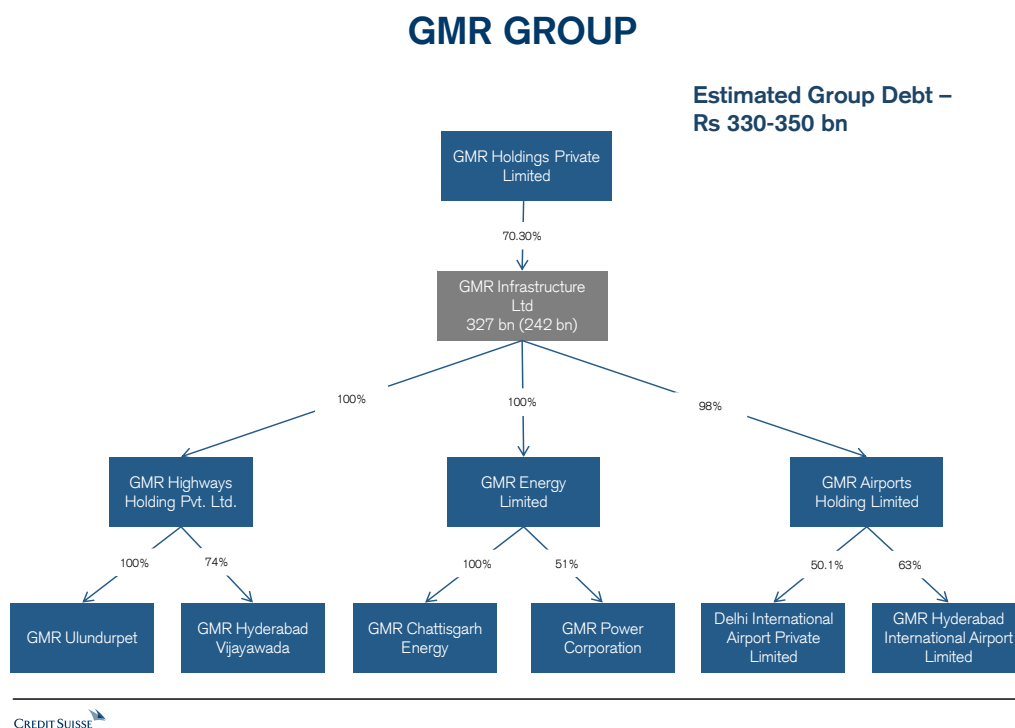 GMR GROUP
Estimated Group Debt –
Rs 330-350 bn
GMR Holdings Private
Limited
70.30%
GMR Infrastructure
Ltd
327 bn (242 bn)
100%
100%
98%
GMR Highways
Holding Pvt. Ltd.
GMR Energy
Limited
GMR Airports
Holding Limited
100%
74%
100%
51%
50.1%
63%
GMR Ulundurpet
GMR Hyderabad
Vijayawada
GMR Chattisgarh
Energy
GMR Power
Corporation
Delhi International
Airport Private
Limited
GMR Hyderabad
International Airport
Limited
CREDIT SUISSE